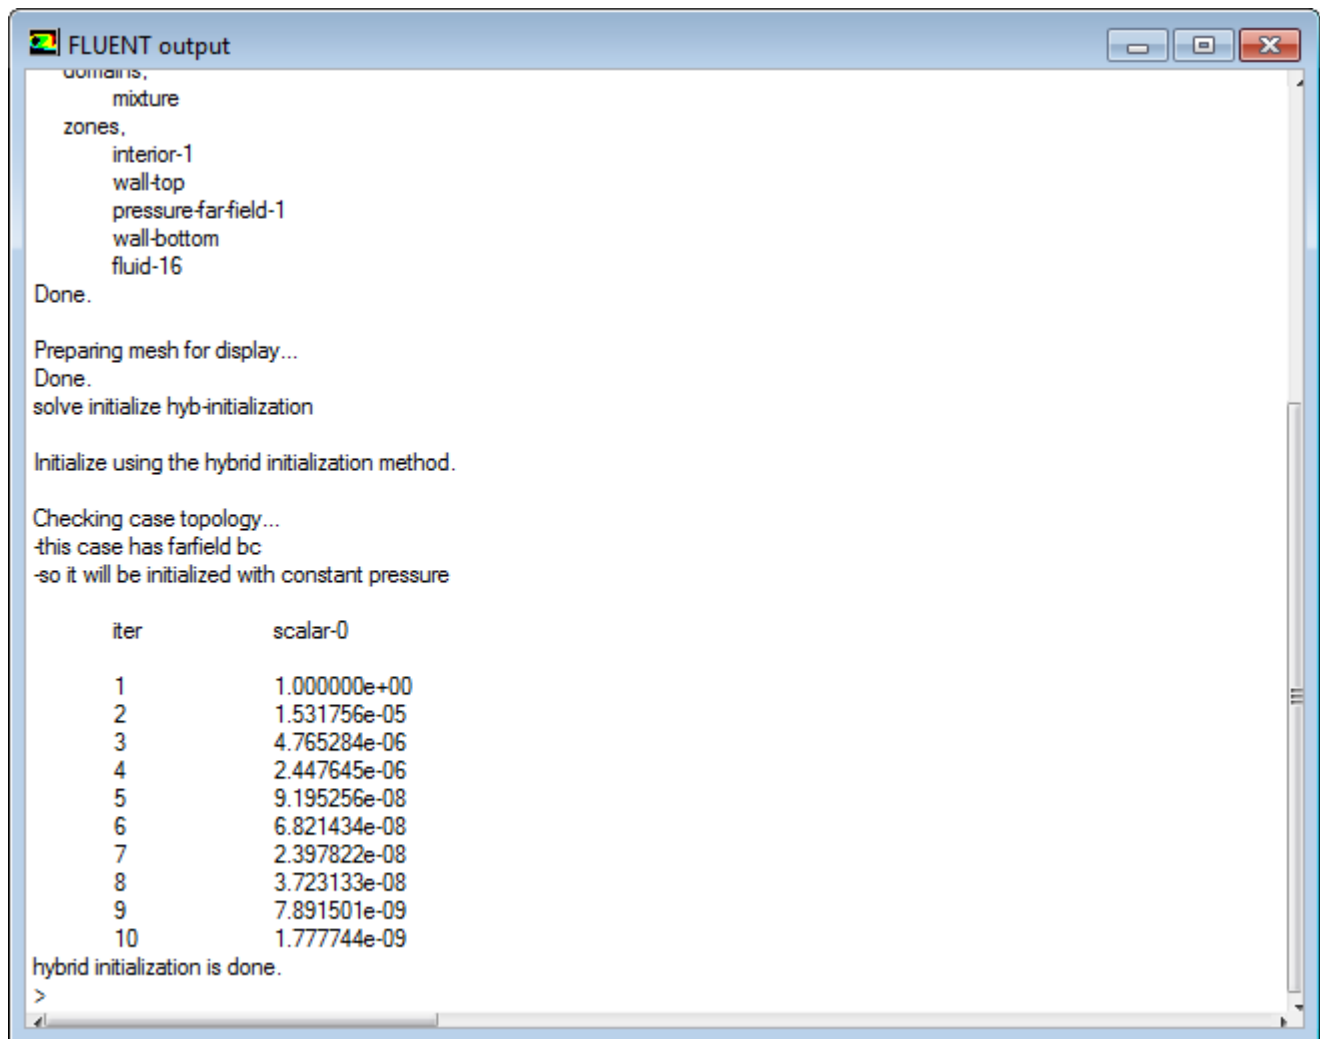 FLUENT output
domains,
mixture
zones,
interior-1
wall-top
pressure-far-field-1
wall-bottom
fluid-16
Done.
Preparing mesh for display...
Done.
solve initialize hyb-initialization
Initialize using the hybrid initialization method.
Checking case topology...
-this case has farfield bc
-so it will be initialized with constant pressure
iter scalar-0
1 1.000000e+00
2 1.531756e-05
3 4.765284e-06
4 2.447645e-06
5 9.195256e-08
6 6.821434e-08
7 2.397822e-08
8 3.723133e-08
9 7.891501e-09
10 1.777744e-09
hybrid initialization is done.
>